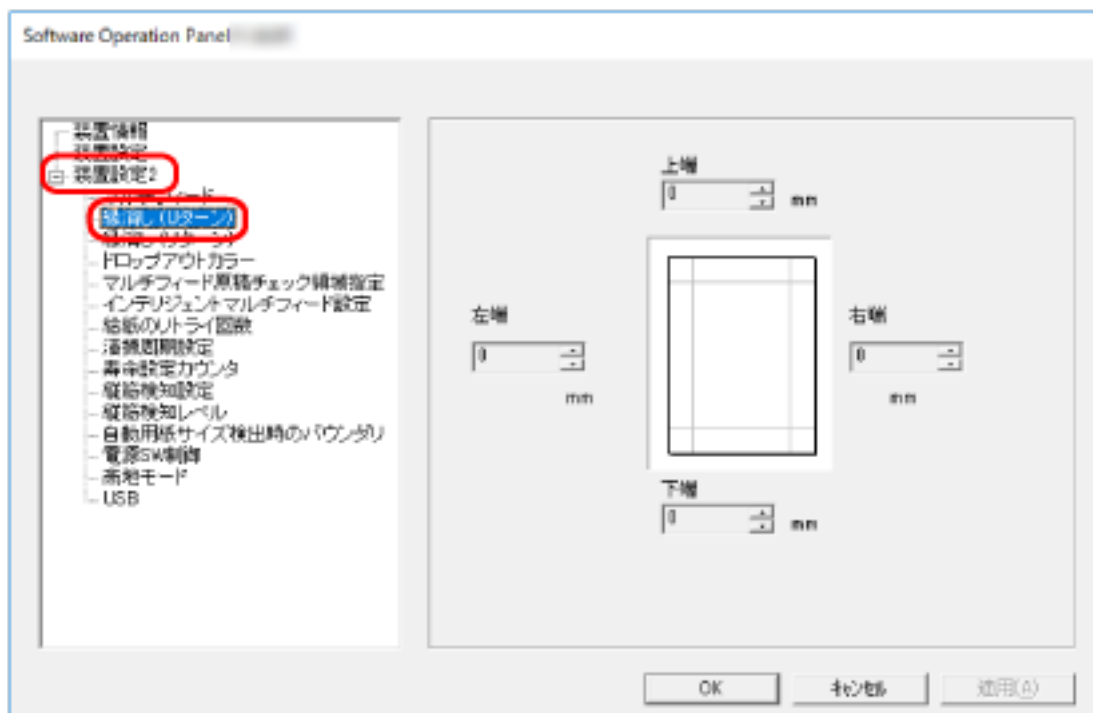 Software Operation Panel
装置情報
装置設定
装置設定2
縁消し(Uターン)
ドロップアウトカラー
マルチフィード原稿チェック領域指定
インテリジェントマルチフィード設定
給紙のリトライ回数
清掃周期設定
寿命設定カウンタ
縦筋検知設定
縦筋検知レベル
自動用紙サイズ検出時のバウンダリ
電源SW制御
高地モード
USB
上端
0 mm
左端
0
mm
右端
0
mm
下端
0 mm
OK キャンセル 適用(A)